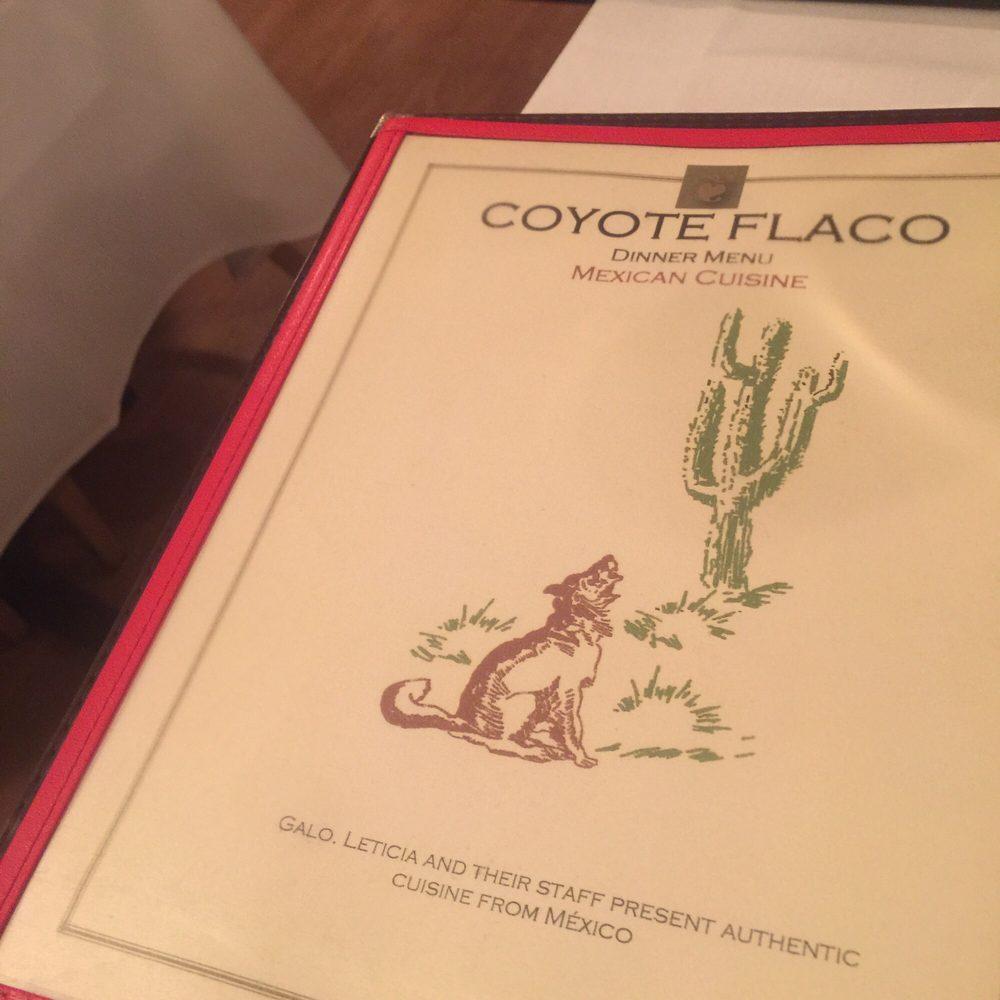 COYOTE FLACO
DINNER MENU
MEXICAN CUISINE
GALO. LETICIA AND THEIR STAFF PRESENT AUTHENTIC
CUISINE FROM MÉXICO